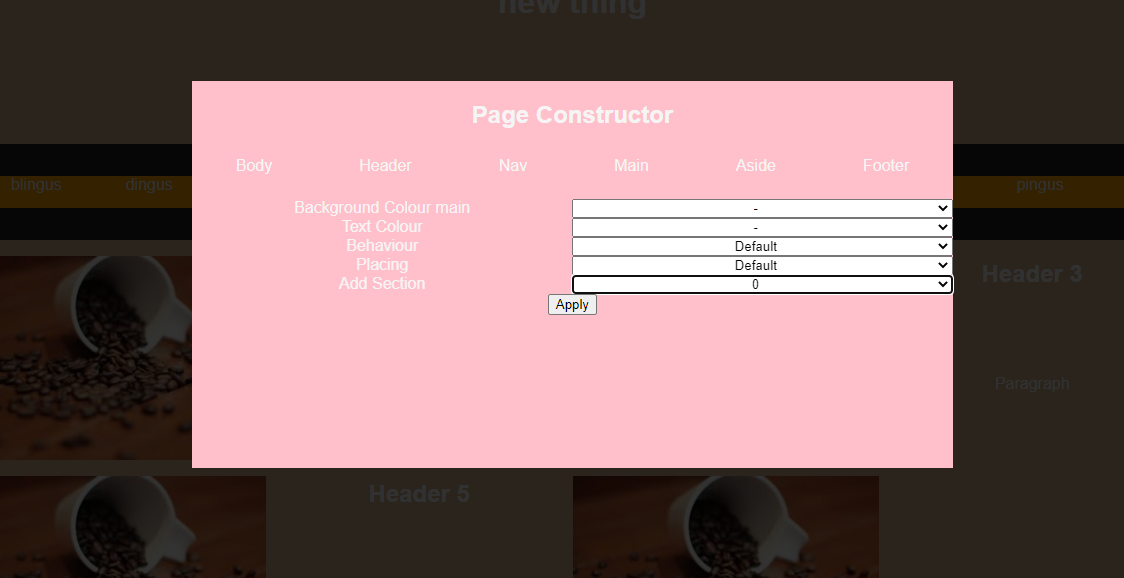 new thing
Page Constructor
Body Header Nav Main Aside Footer
blingus dingus pingus
Background Colour main -
Text Colour -
Behaviour Default
Placing Default
Add Section 0
Apply
Header 3
Paragraph
Header 5